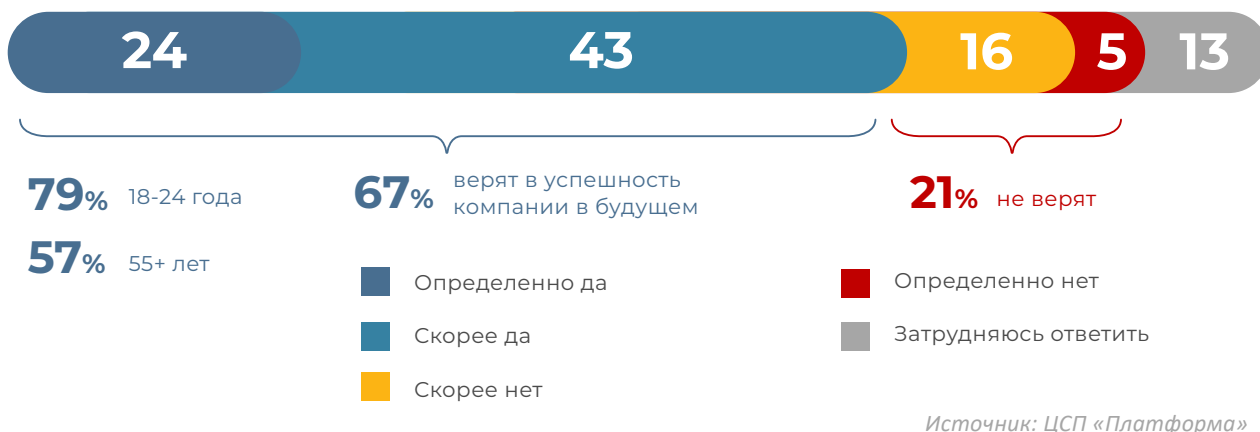 24 43 16 5 13
79% 18-24 года
57% 55+ лет
67% верят в успешность
компании в будущем
21% не верят
Определенно да
Скорее да
Скорее нет
Определенно нет
Затрудняюсь ответить
Источник: ЦСП «Платформа»